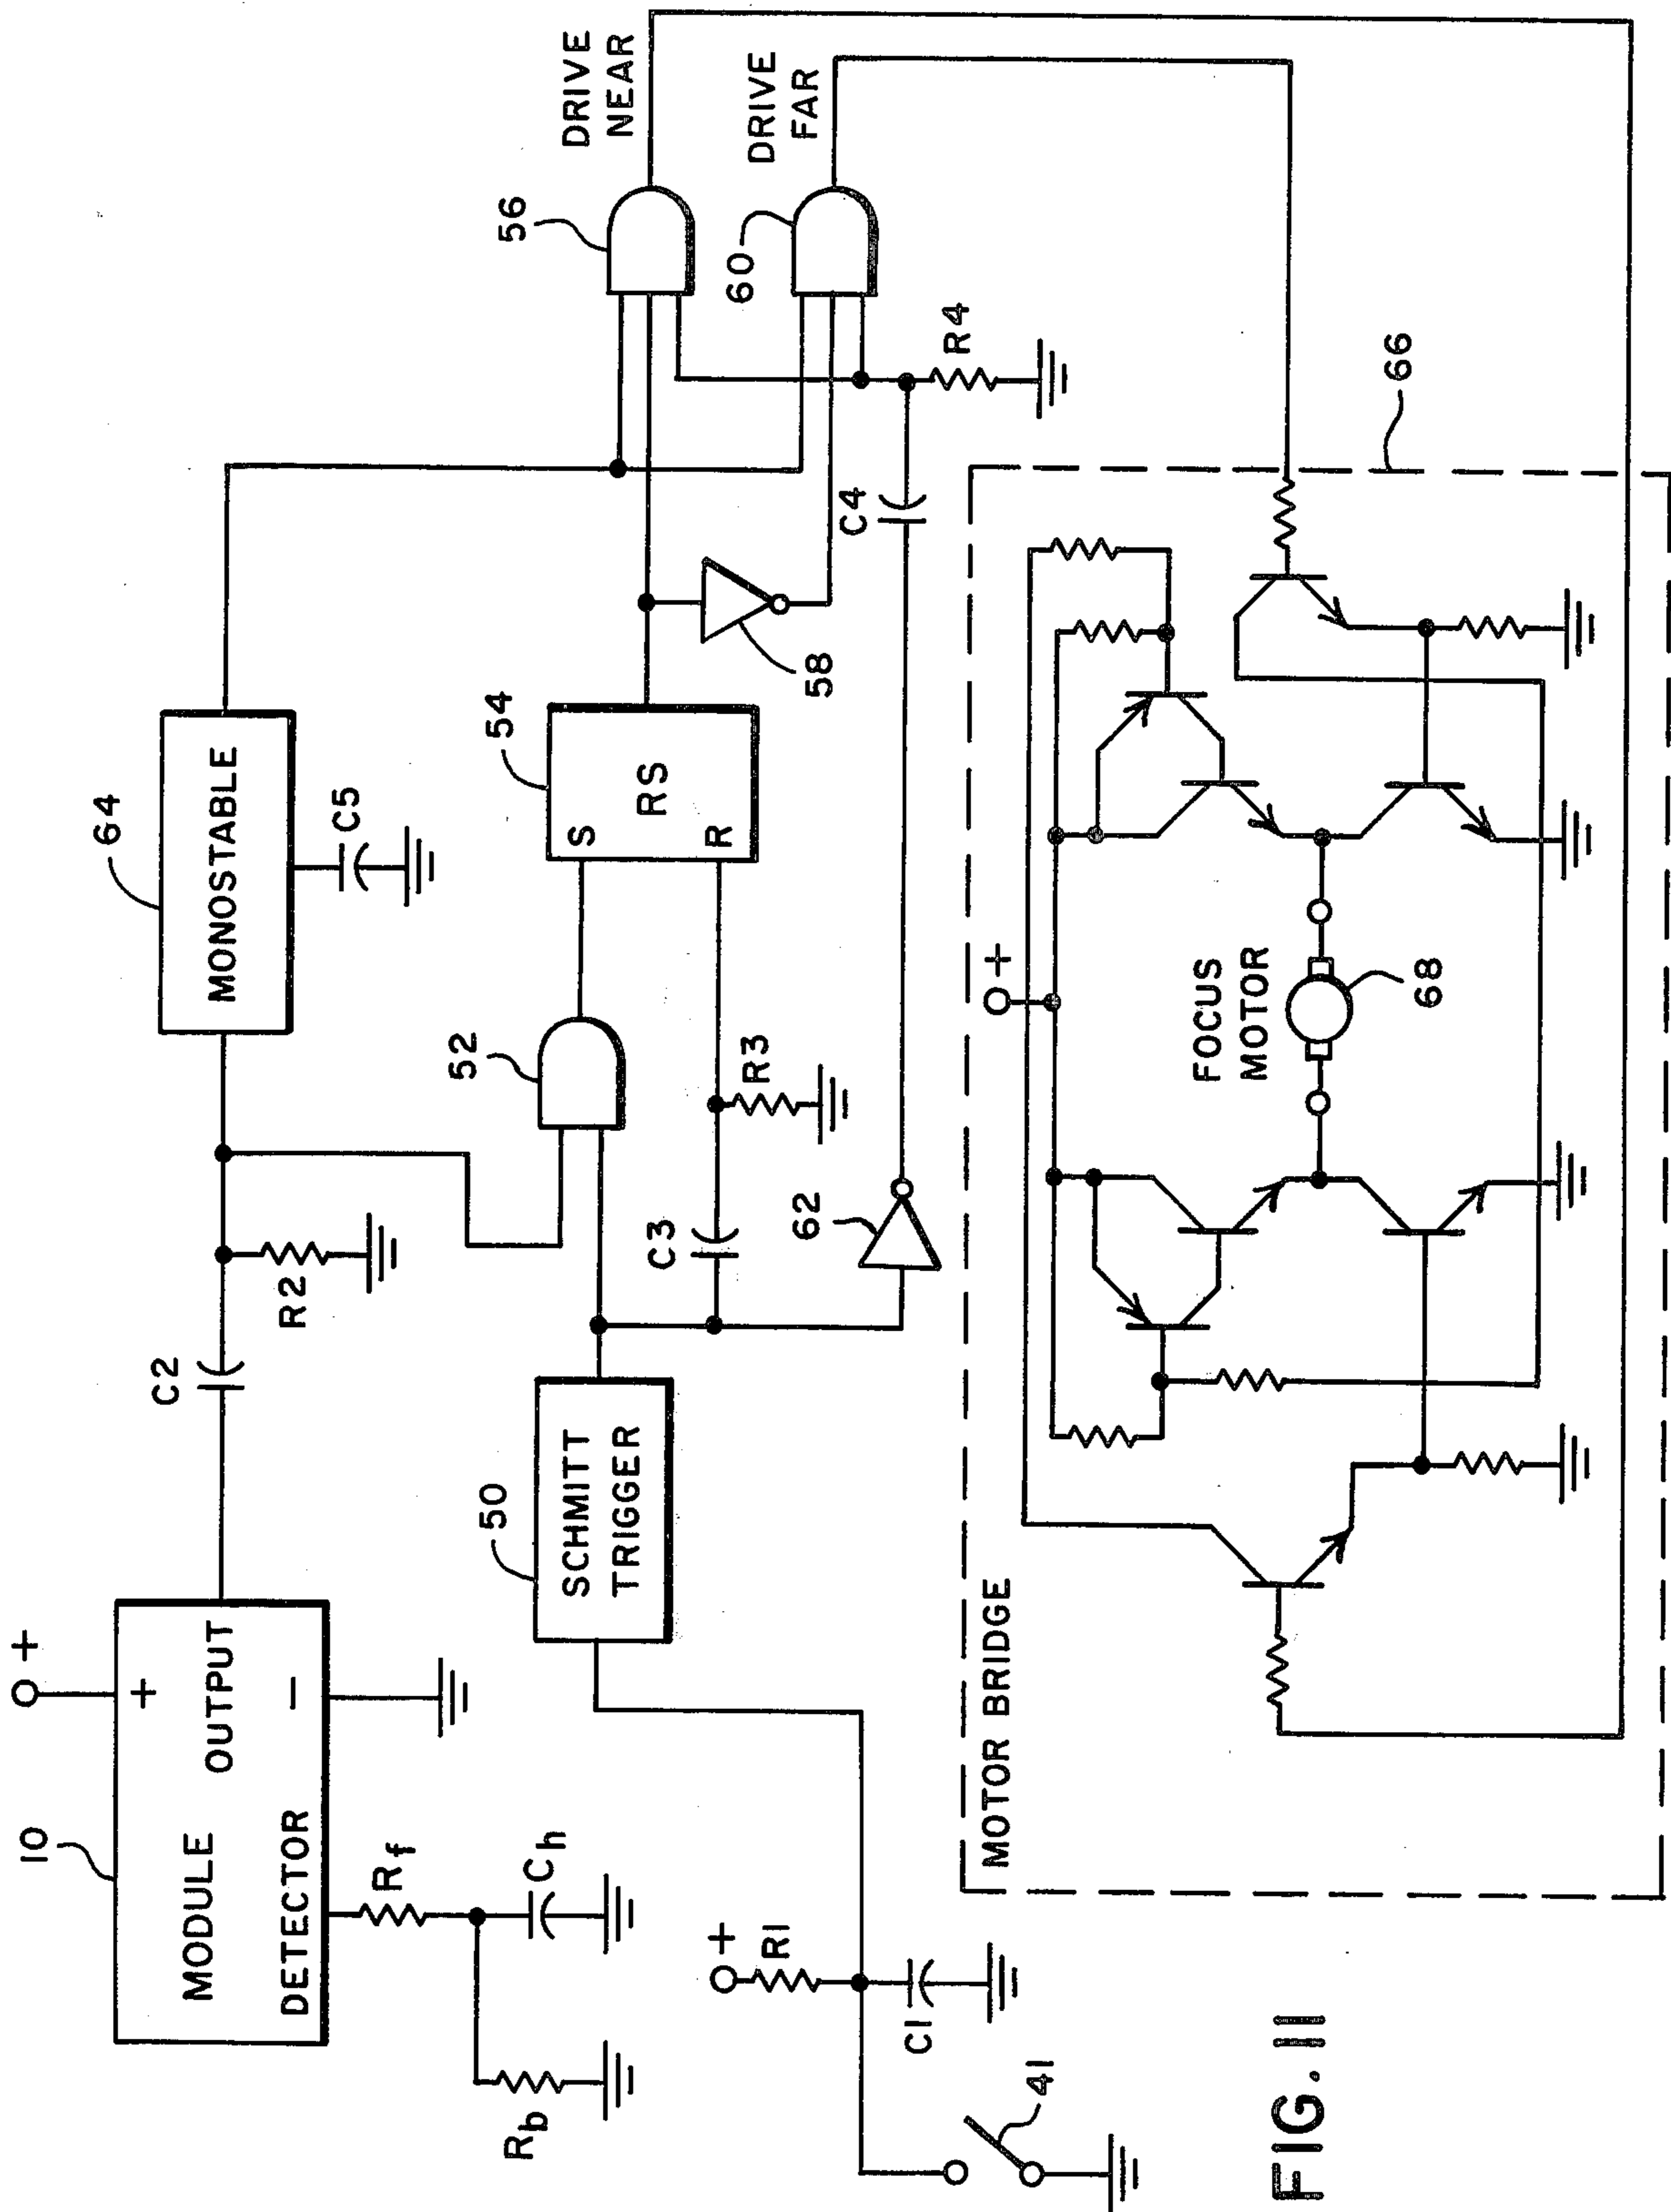 10
+
+
MODULE
OUTPUT
DETECTOR
−
Rf
Ch
Rb
C2
R2
64
MONOSTABLE
C5
+
R1
C1
41
50
SCHMITT
TRIGGER
52
C3
R3
54
S
RS
R
58
62
C4
R4
56
60
DRIVE
NEAR
DRIVE
FAR
66
MOTOR BRIDGE
+
FOCUS
MOTOR
68
FIG. 11